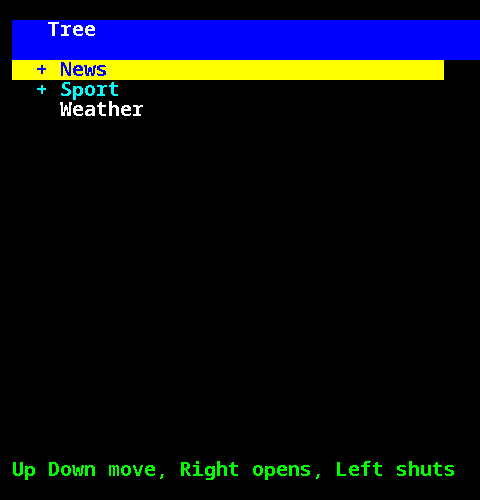 Tree
+ News
+ Sport
Weather
Up Down move, Right opens, Left shuts